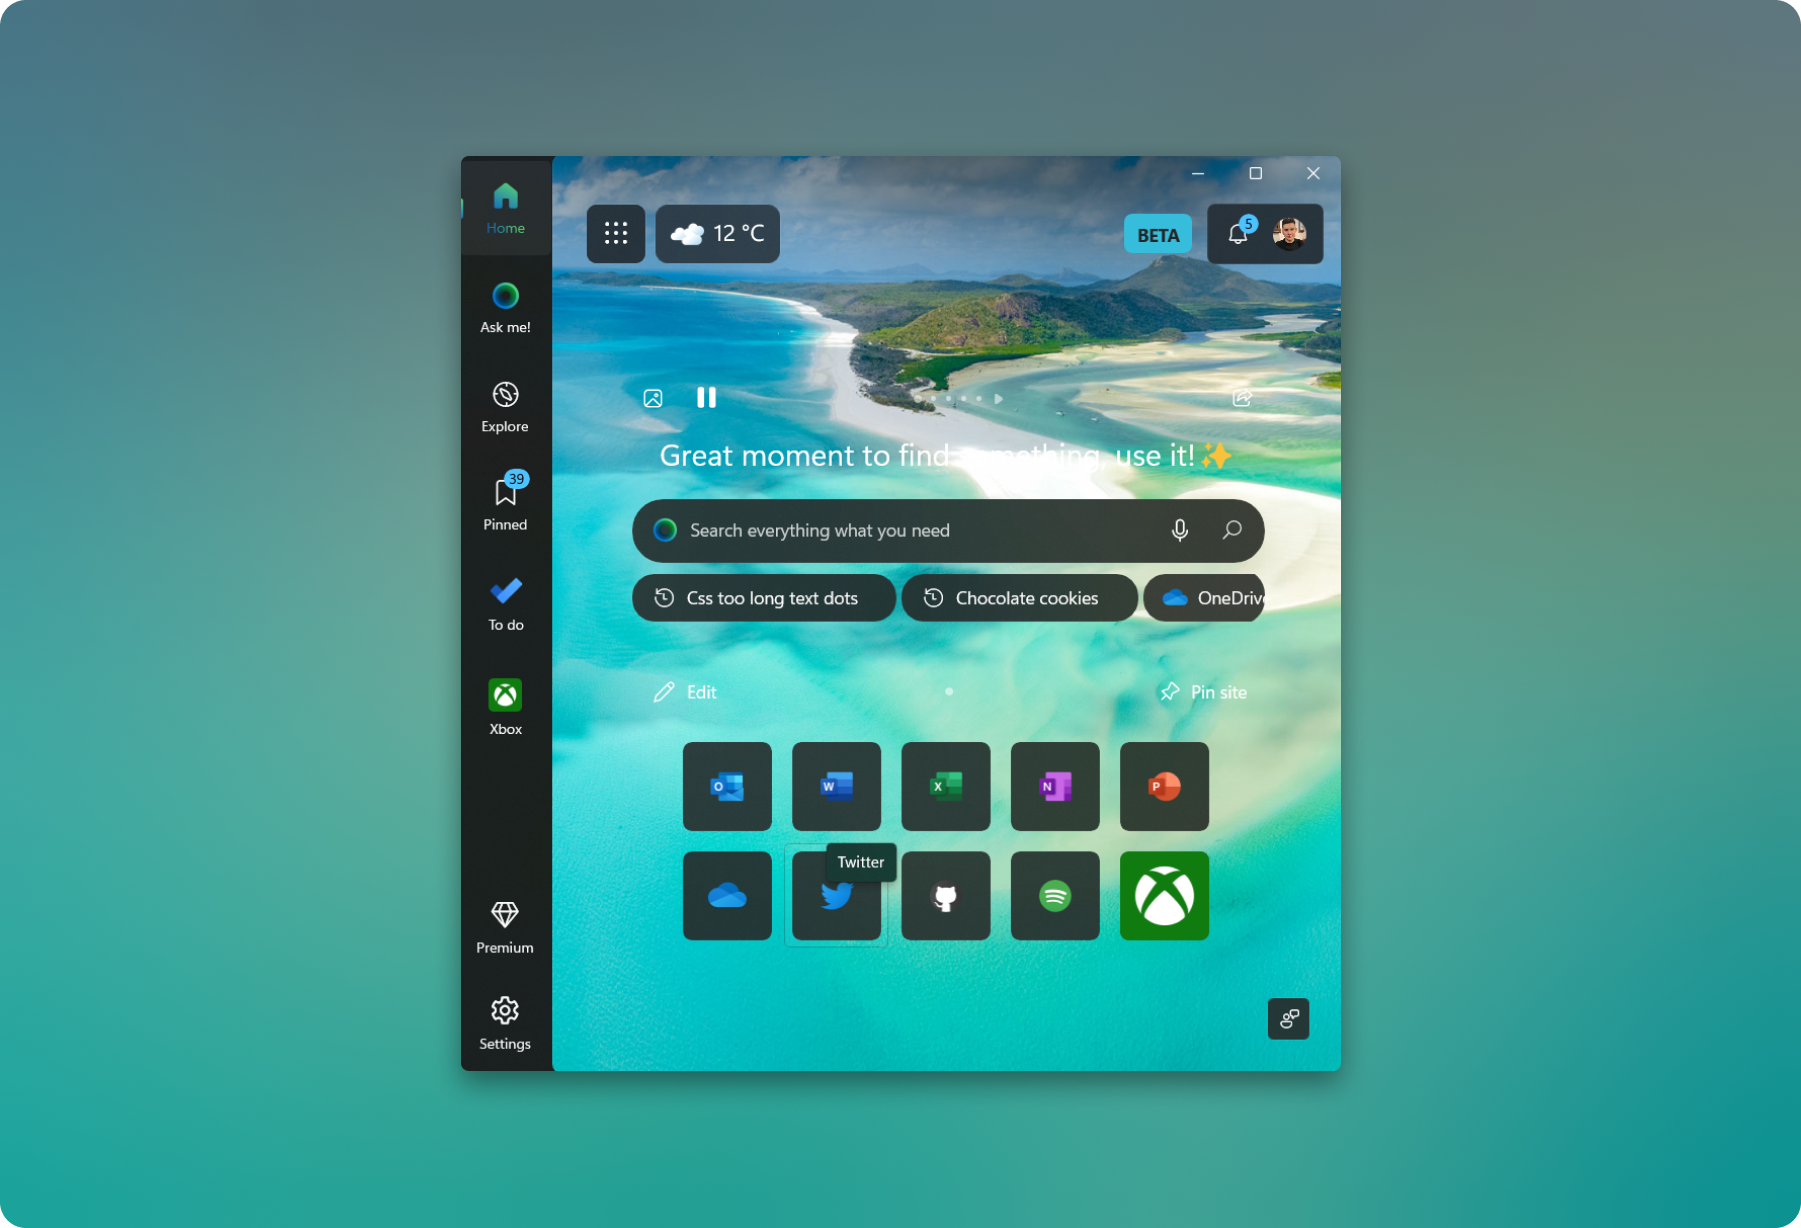 Home
Ask me!
Explore
39
Pinned
To do
Xbox
Premium
Settings
12 °C
BETA
5
Great moment to find something, use it!✨
Search everything what you need
Css too long text dots
Chocolate cookies
OneDrive
Edit
Pin site
O
W
X
N
P
Twitter